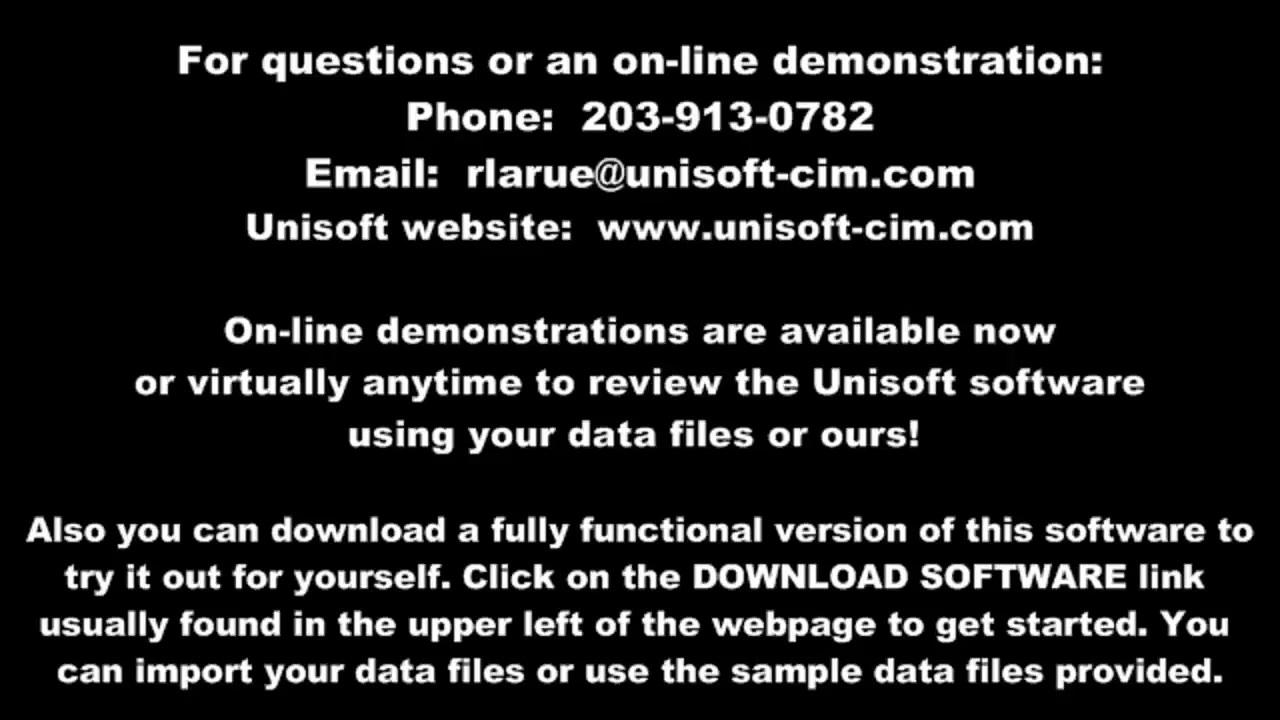 For questions or an on-line demonstration:
Phone: 203-913-0782
Email: rlarue@unisoft-cim.com
Unisoft website: www.unisoft-cim.com
On-line demonstrations are available now
or virtually anytime to review the Unisoft software
using your data files or ours!
Also you can download a fully functional version of this software to
try it out for yourself. Click on the DOWNLOAD SOFTWARE link
usually found in the upper left of the webpage to get started. You
can import your data files or use the sample data files provided.